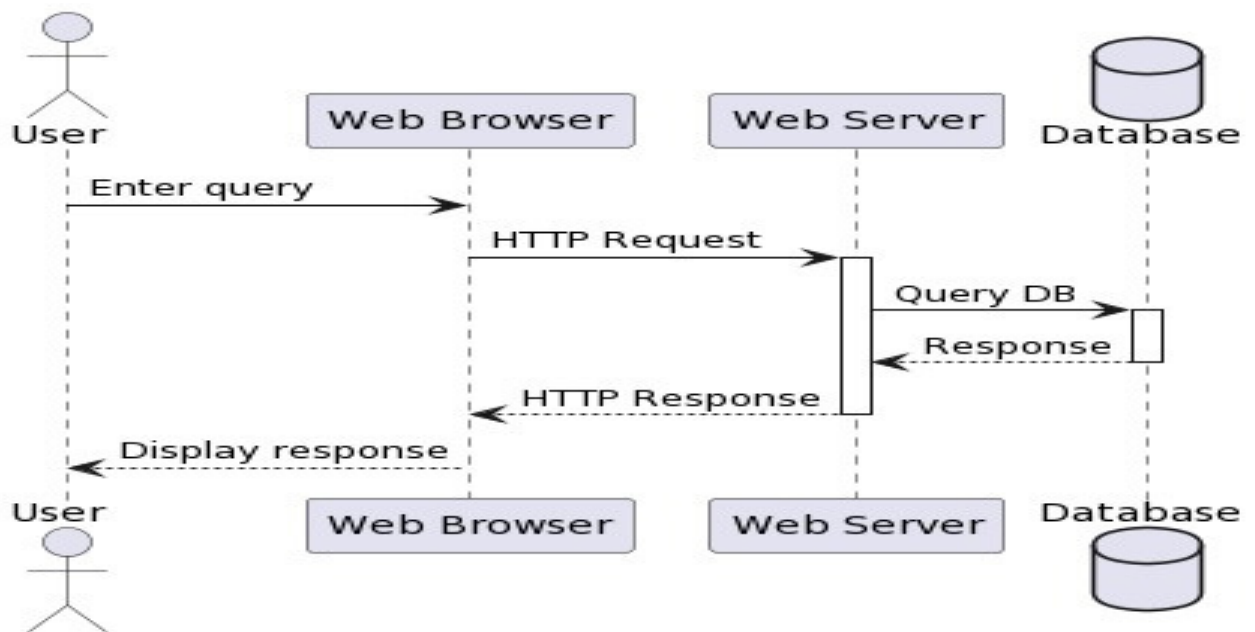 User
Web Browser
Web Server
Database
Enter query
HTTP Request
Query DB
Response
HTTP Response
Display response
User
Web Browser
Web Server
Database